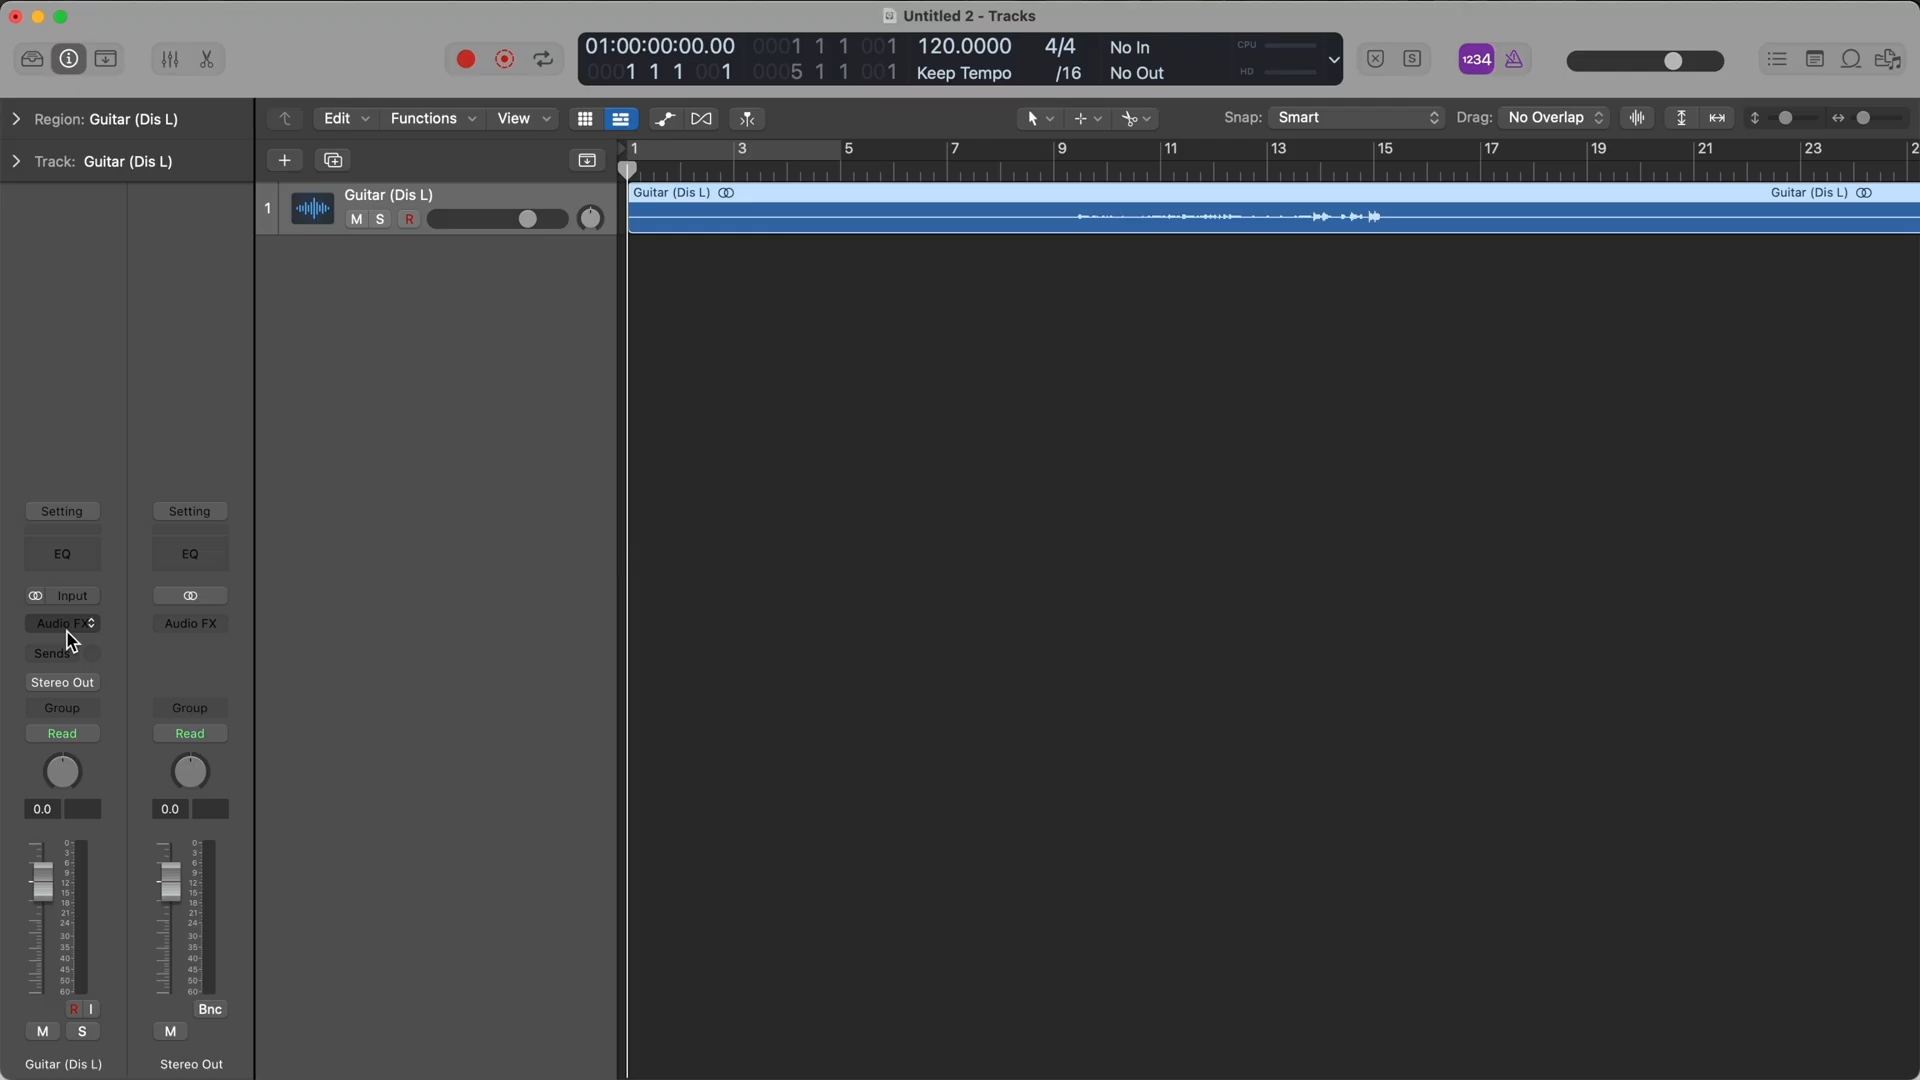 Untitled 2 - Tracks
01:00:00:00.00
0001 1 1 001
120.0000
4/4
No In
CPU
0001 1 1 001
0005 1 1 001
Keep Tempo
/16
No Out
HD
1234
S
Region: Guitar (Dis L)
Edit
Functions
View
Snap: Smart
Drag: No Overlap
Track: Guitar (Dis L)
1 3 5 7 9 11 13 15 17 19 21 23 2
1
Guitar (Dis L)
M S R
Guitar (Dis L)
Guitar (Dis L)
Setting
Setting
EQ
EQ
Input
Audio FX
Audio FX
Sends
Stereo Out
Group
Group
Read
Read
0.0
0.0
0 0
3 3
6 6
9 9
12 12
15 15
18 18
21 21
24 24
30 30
35 35
40 40
45 45
50 50
60 60
R I
Bnc
M S
M
Guitar (Dis L)
Stereo Out